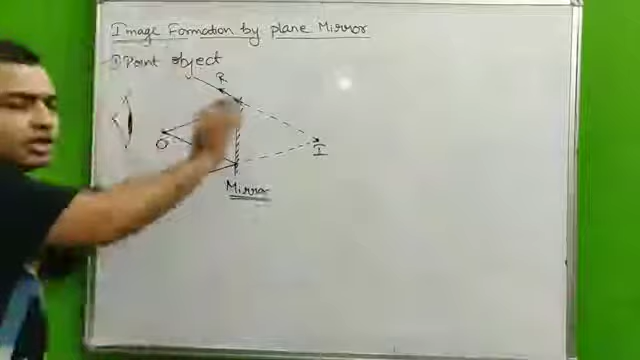 Image Formation by plane Mirror
① Point object
R
O
I
Mirror